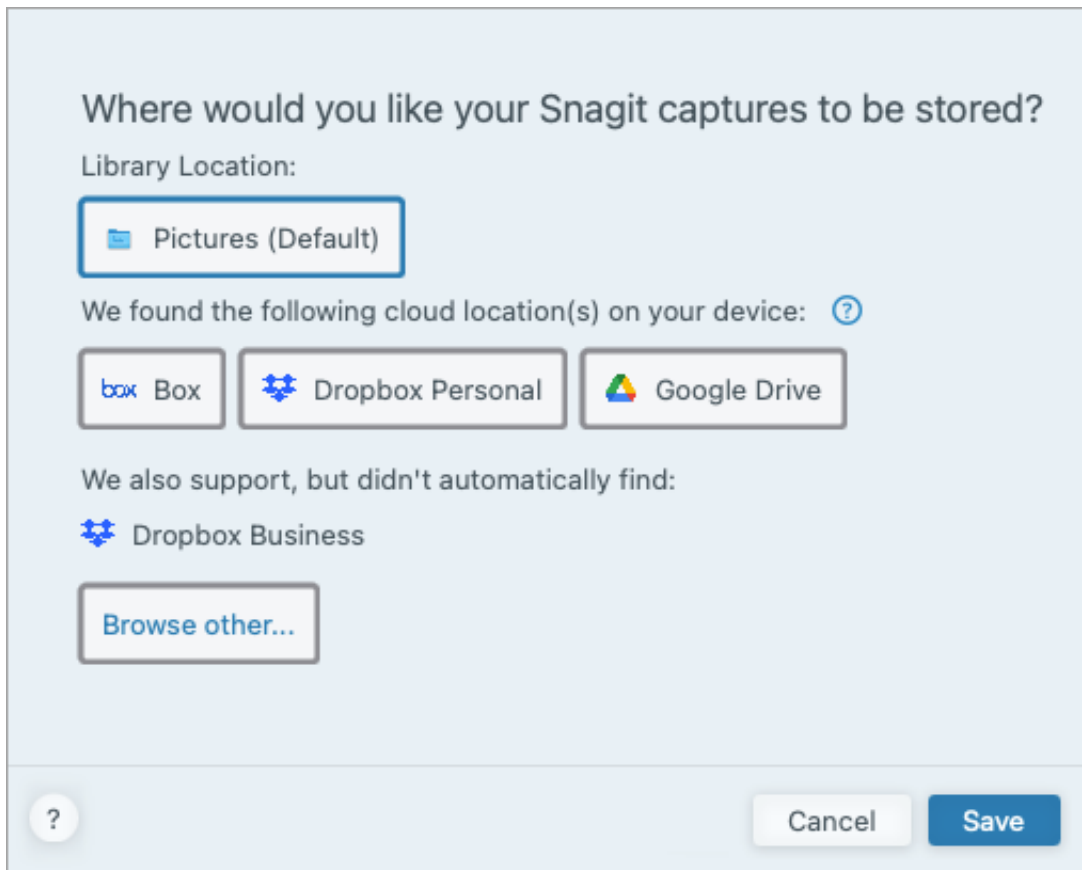 Where would you like your Snagit captures to be stored?
Library Location:
Pictures (Default)
We found the following cloud location(s) on your device: ?
box Box Dropbox Personal Google Drive
We also support, but didn't automatically find:
Dropbox Business
Browse other...
? Cancel Save